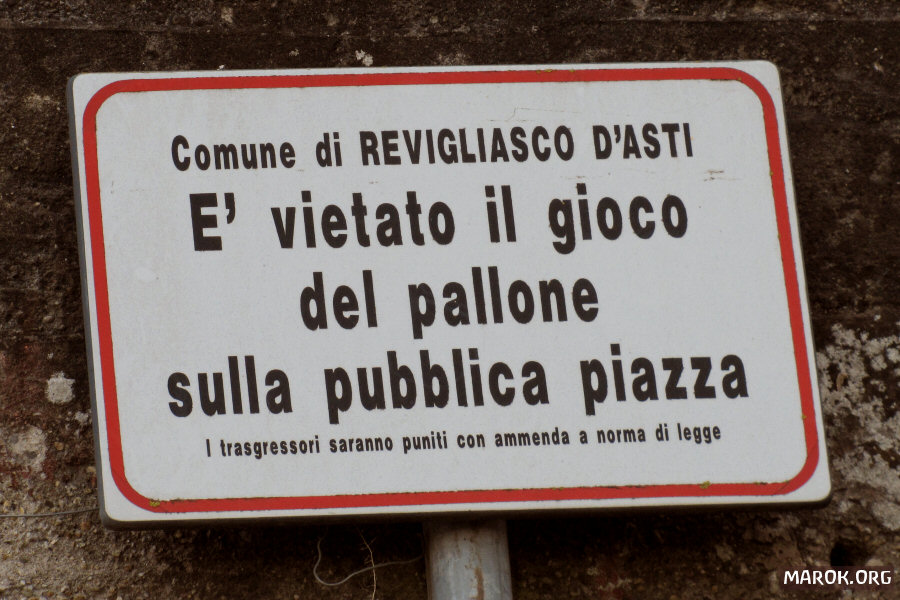 Comune di REVIGLIASCO D'ASTI
E' vietato il gioco
del pallone
sulla pubblica piazza
I trasgressori saranno puniti con ammenda a norma di legge
MAROK.ORG